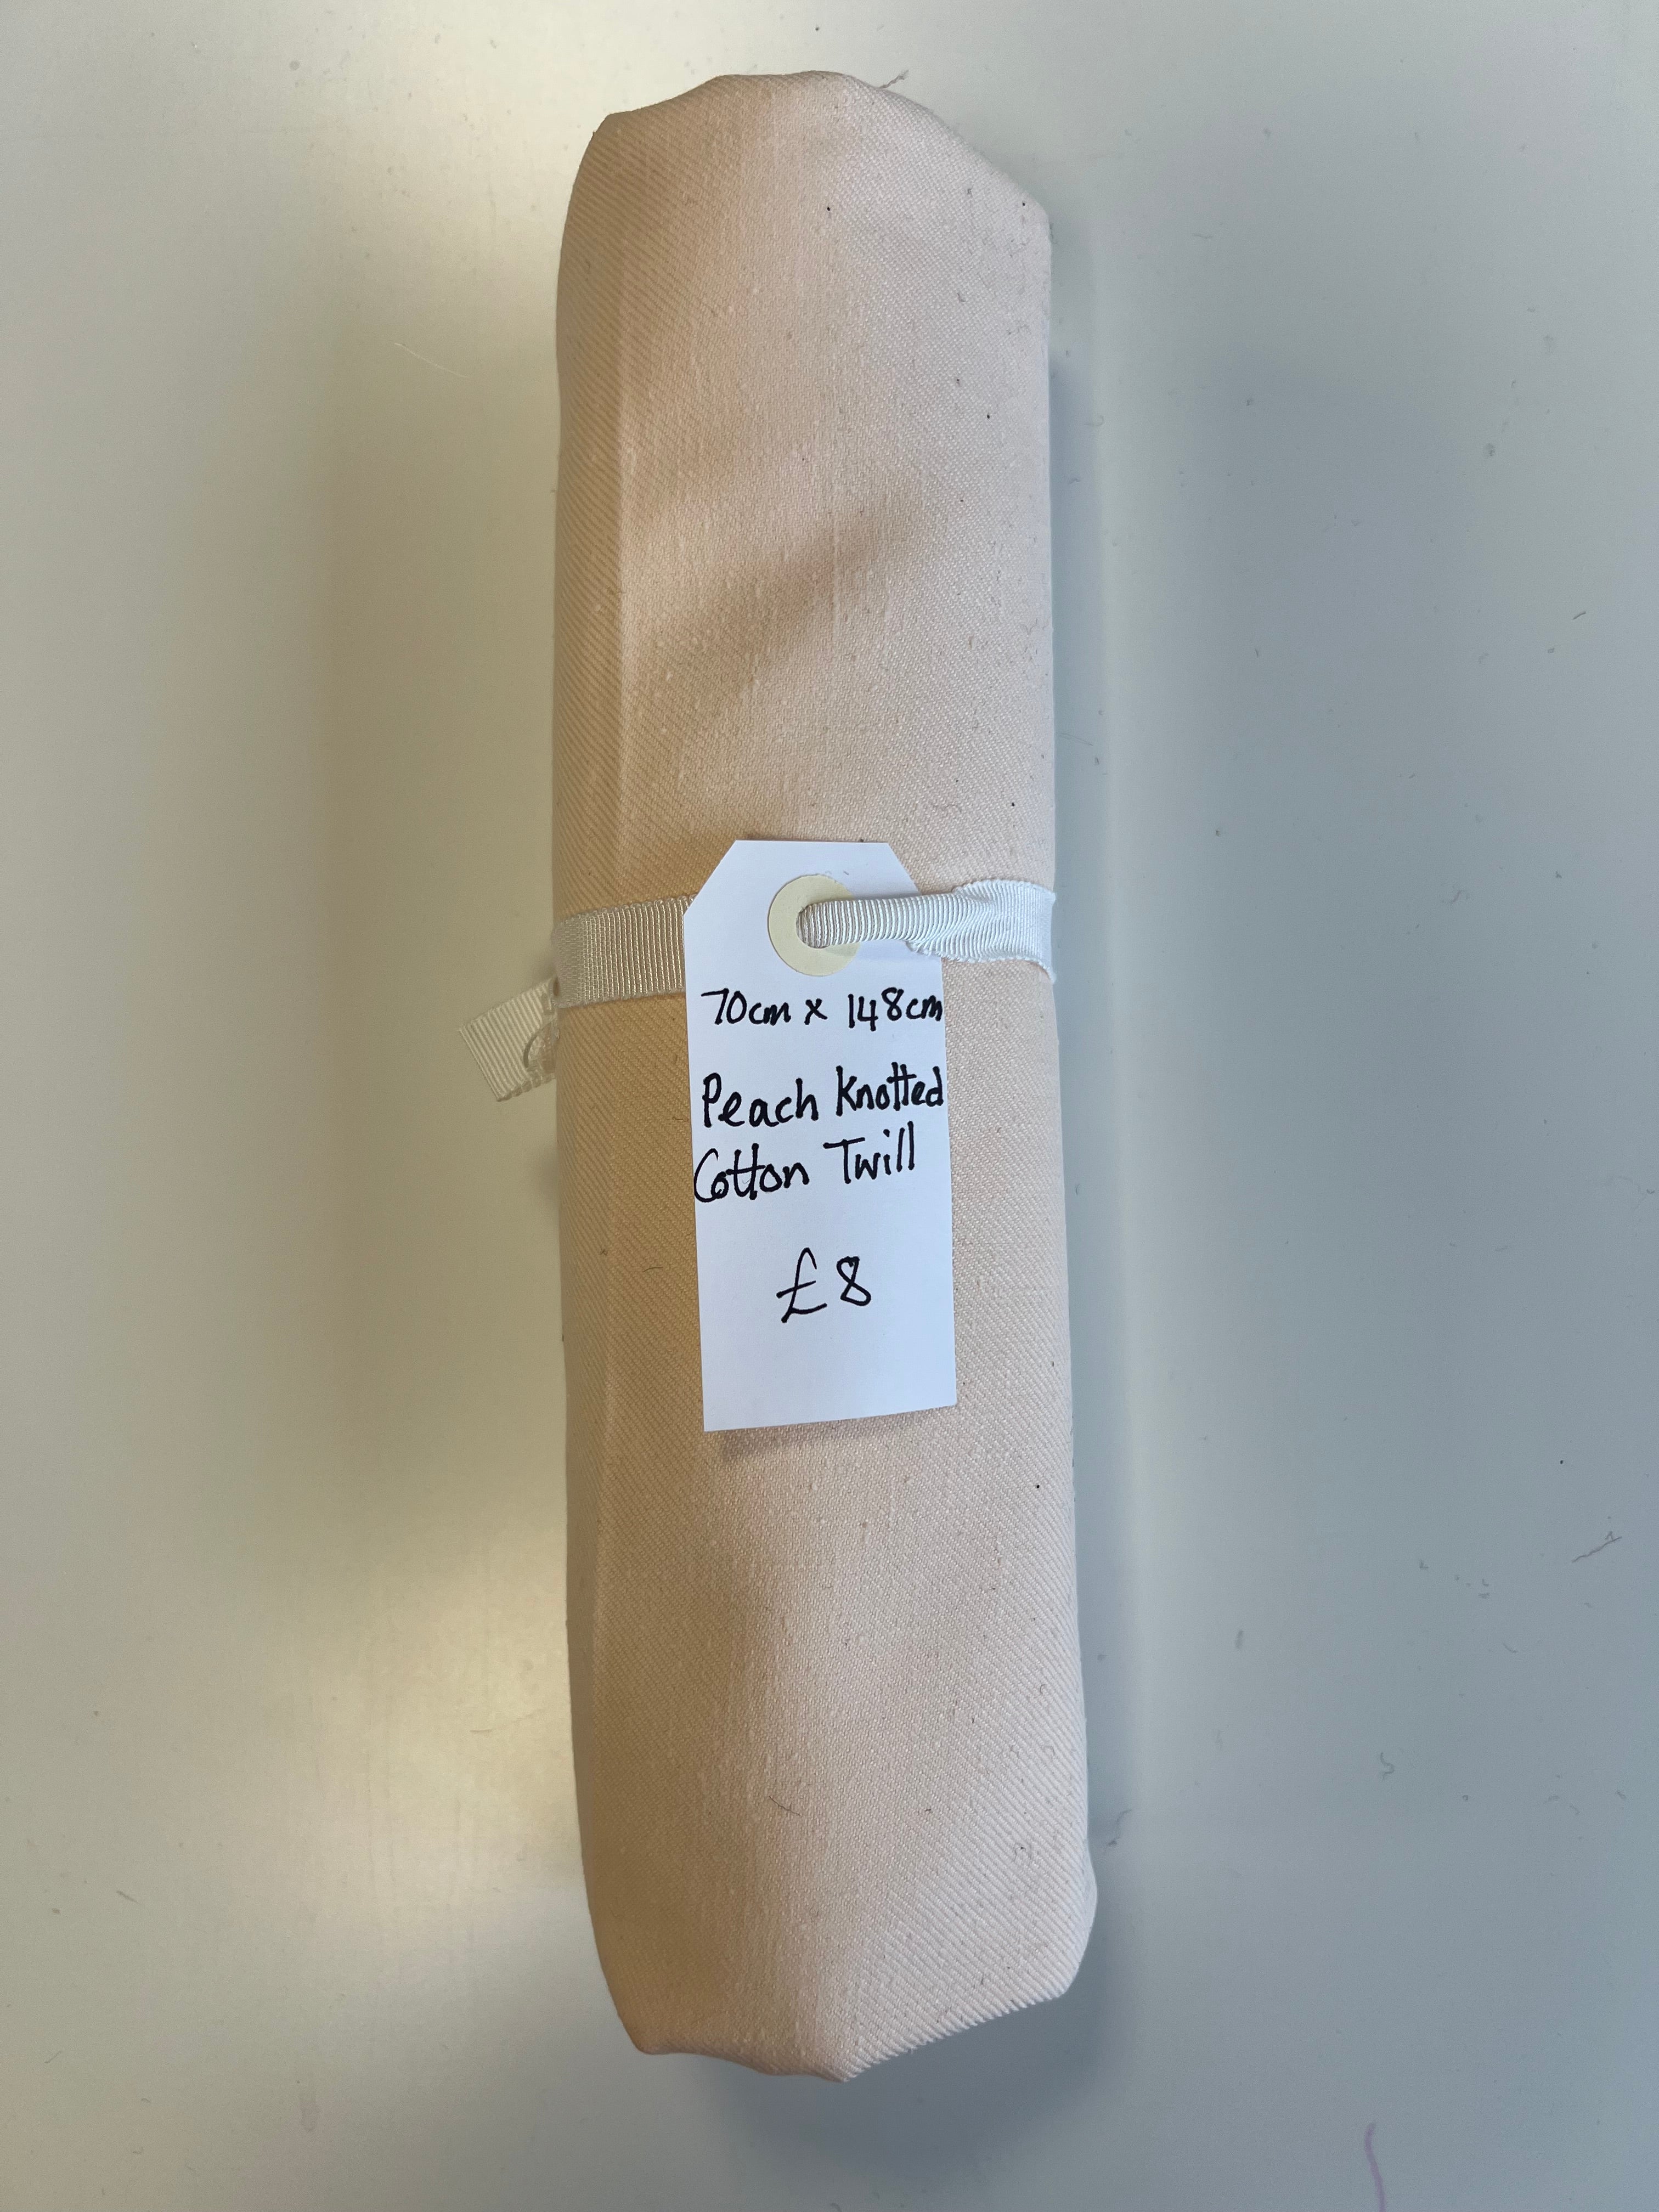 70cm x 148cm
Peach Knotted
Cotton Twill
£8